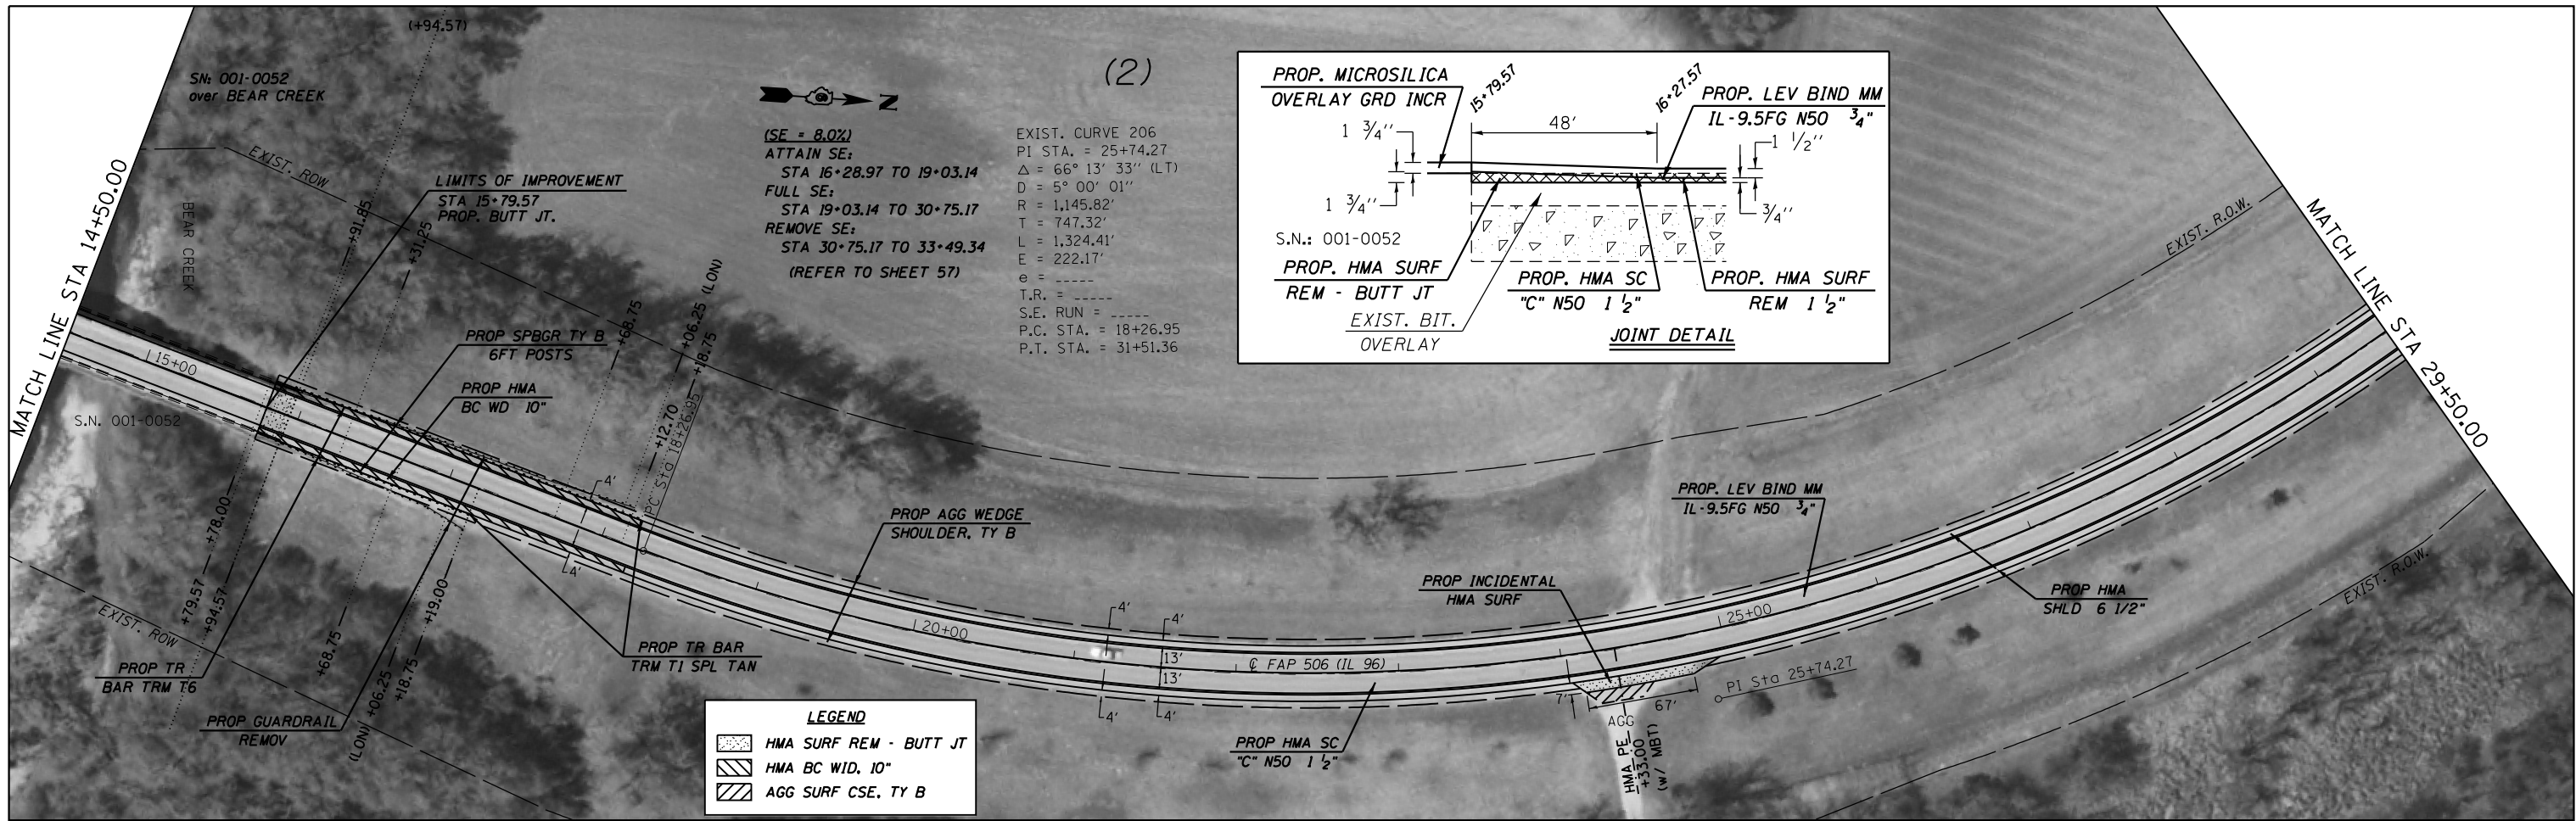 (+94.57)
SN: 001-0052
over BEAR CREEK
(2)
N
MATCH LINE STA 14+50.00
EXIST. ROW
BEAR CREEK
LIMITS OF IMPROVEMENT
STA 15+79.57
PROP. BUTT JT.
+91.85
+31.25
(SE = 8.0%)
ATTAIN SE:
STA 16+28.97 TO 19+03.14
FULL SE:
STA 19+03.14 TO 30+75.17
REMOVE SE:
STA 30+75.17 TO 33+49.34
(REFER TO SHEET 57)
EXIST. CURVE 206
PI STA. = 25+74.27
Δ = 66° 13' 33'' (LT)
D = 5° 00' 01''
R = 1,145.82'
T = 747.32'
L = 1,324.41'
E = 222.17'
e = _____
T.R. = _____
S.E. RUN = _____
P.C. STA. = 18+26.95
P.T. STA. = 31+51.36
PROP. MICROSILICA
OVERLAY GRD INCR
15+79.57
16+27.57
48'
PROP. LEV BIND MM
IL-9.5FG N50 3/4"
1 3/4''
1 1/2''
1 3/4''
3/4''
S.N.: 001-0052
PROP. HMA SURF
REM - BUTT JT
PROP. HMA SC
"C" N50 1 1/2"
PROP. HMA SURF
REM 1 1/2"
EXIST. BIT.
OVERLAY
JOINT DETAIL
EXIST. R.O.W.
MATCH LINE STA 29+50.00
+68.75
+06.25 (LON)
+18.75
+12.70
PC Sta 18+26.95
15+00
PROP SPBGR TY B
6FT POSTS
PROP HMA
BC WD 10"
S.N. 001-0052
4'
4'
+78.00
+79.57
+94.57
EXIST. ROW
+68.75
+19.00
(LON) +06.25
+18.75
PROP TR
BAR TRM T6
PROP GUARDRAIL
REMOV
PROP TR BAR
TRM T1 SPL TAN
PROP AGG WEDGE
SHOULDER, TY B
20+00
4'
4'
13'
13'
4'
4'
℄ FAP 506 (IL 96)
PROP. LEV BIND MM
IL-9.5FG N50 3/4"
PROP INCIDENTAL
HMA SURF
25+00
PROP HMA
SHLD 6 1/2"
EXIST. R.O.W.
PI Sta 25+74.27
7'
67'
AGG
HMA PE
+33.00
(w/ MBT)
PROP HMA SC
"C" N50 1 1/2"
LEGEND
HMA SURF REM - BUTT JT
HMA BC WID, 10"
AGG SURF CSE, TY B